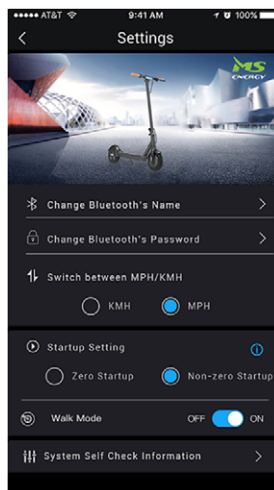 AT&T 9:41 AM 100%
Settings
MS
ENERGY
Change Bluetooth's Name
Change Bluetooth's Password
Switch between MPH/KMH
KMH MPH
Startup Setting
Zero Startup Non-zero Startup
Walk Mode OFF ON
System Self Check Information